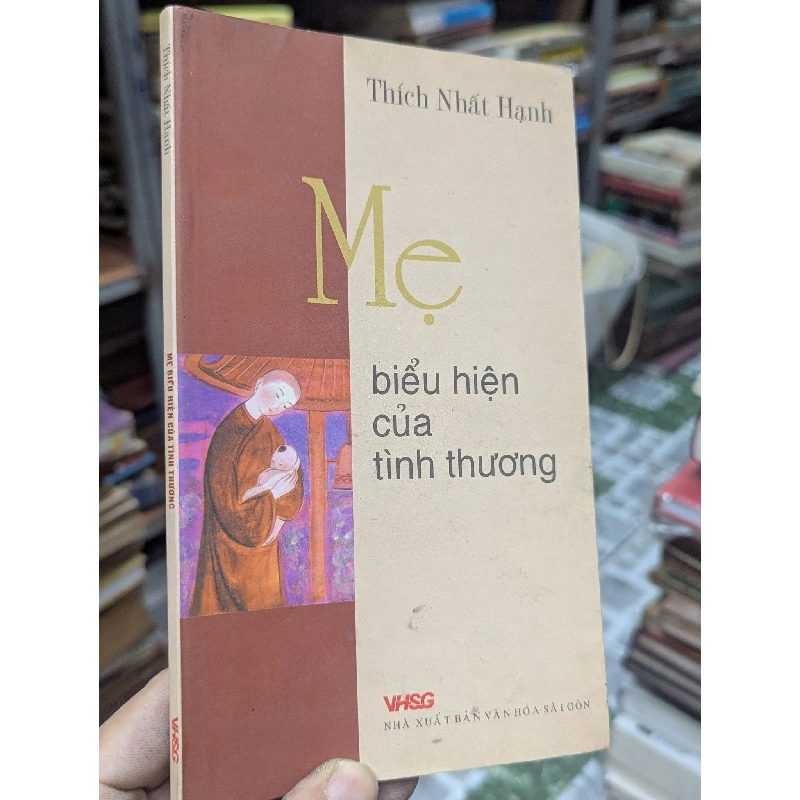 Thích Nhất Hạnh
Mẹ
biểu hiện
của
tình thương
VHSG
NHÀ XUẤT BẢN VĂN HÓA SÀI GÒN
Thích Nhất Hạnh
MẸ BIỂU HIỆN CỦA TÌNH THƯƠNG
VHSG